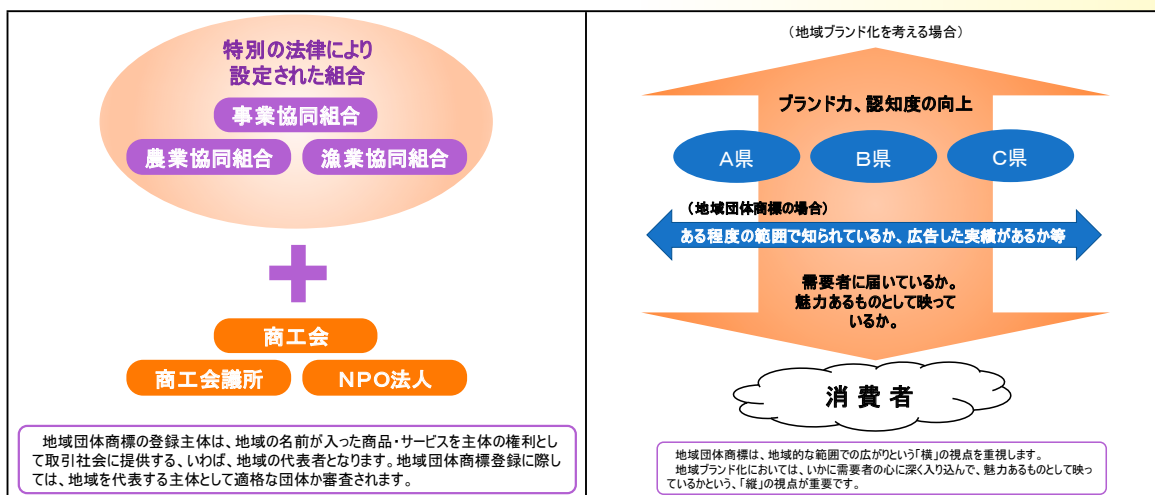 特別の法律により
設定された組合
事業協同組合
農業協同組合
漁業協同組合
商工会
商工会議所
NPO法人
地域団体商標の登録主体は、地域の名前が入った商品・サービスを主体の権利とし
て取引社会に提供する、いわば、地域の代表者となります。地域団体商標登録に際し
ては、地域を代表する主体として適格な団体か審査されます。
（地域ブランド化を考える場合）
ブランド力、認知度の向上
A県
B県
C県
（地域団体商標の場合）
ある程度の範囲で知られているか、広告した実績があるか等
需要者に届いているか。
魅力あるものとして映って
いるか。
消費者
地域団体商標は、地域的な範囲での広がりという「横」の視点を重視します。
地域ブランド化においては、いかに需要者の心に深く入り込んで、魅力あるものとして映っ
ているかという、「縦」の視点が重要です。